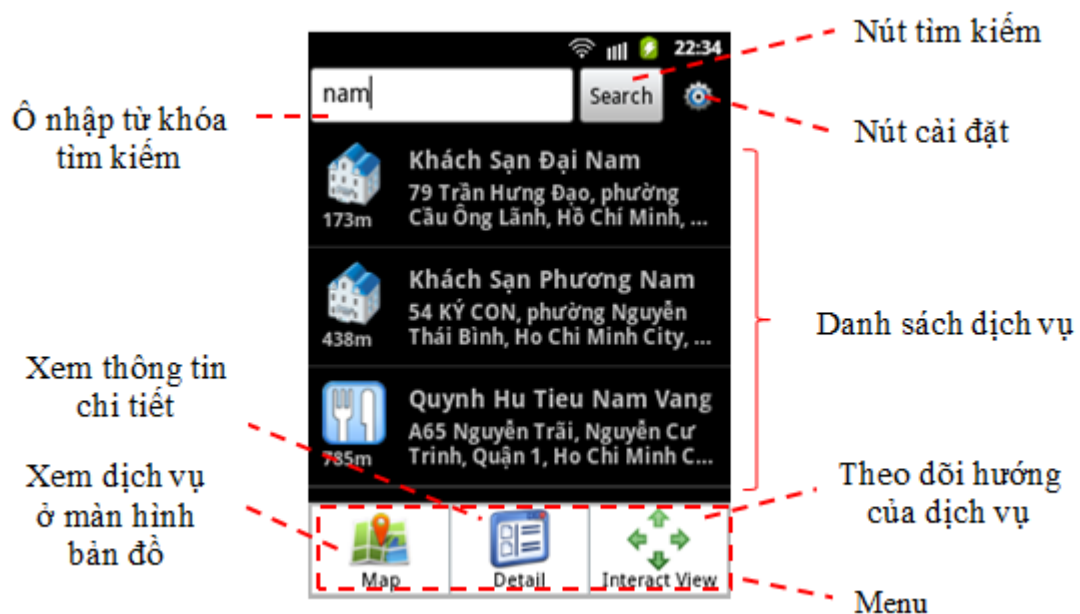 Nút tìm kiếm
22:34
nam
Search
Ô nhập từ khóa
tìm kiếm
Nút cài đặt
Khách Sạn Đại Nam
79 Trần Hưng Đạo, phường
Cầu Ông Lãnh, Hồ Chí Minh, ...
173m
Khách Sạn Phương Nam
54 KÝ CON, phường Nguyễn
Thái Bình, Ho Chi Minh City, ...
438m
Danh sách dịch vụ
Xem thông tin
chi tiết
Quynh Hu Tieu Nam Vang
A65 Nguyễn Trãi, Nguyễn Cư
Trinh, Quận 1, Ho Chi Minh C...
785m
Xem dịch vụ
ở màn hình
bản đồ
Theo dõi hướng
của dịch vụ
Map
Detail
Interact View
Menu